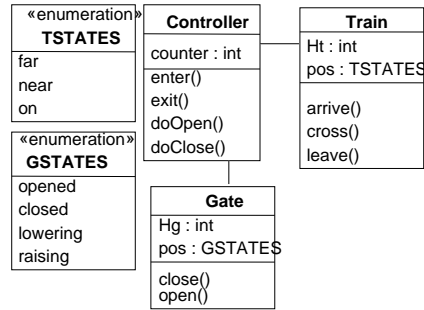 «enumeration»
TSTATES
far
near
on
«enumeration»
GSTATES
opened
closed
lowering
raising
Controller
counter : int
enter()
exit()
doOpen()
doClose()
Train
Ht : int
pos : TSTATES
arrive()
cross()
leave()
Gate
Hg : int
pos : GSTATES
close()
open()